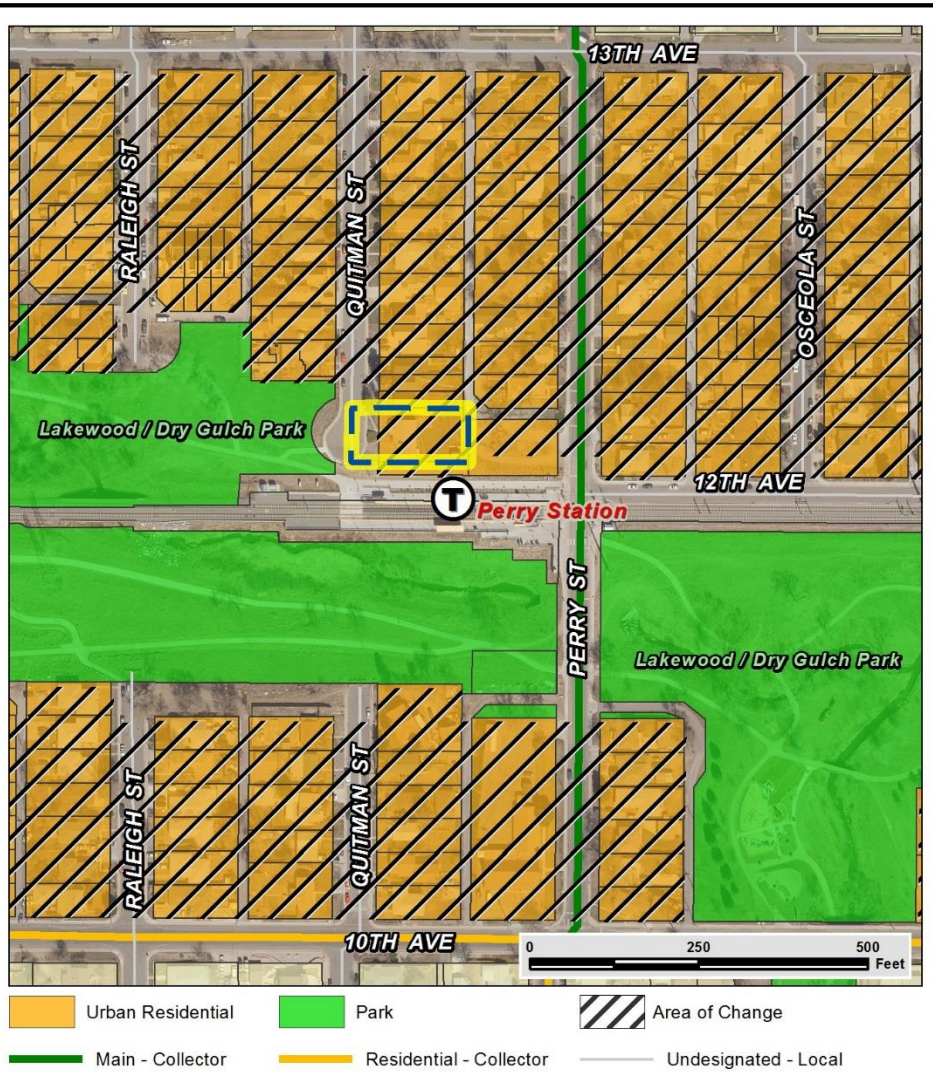 13TH AVE
RALEIGH ST
QUITMAN ST
OSCEOLA ST
Lakewood / Dry Gulch Park
12TH AVE
T
Perry Station
PERRY ST
Lakewood / Dry Gulch Park
RALEIGH ST
QUITMAN ST
10TH AVE
0 250 500
Feet
Urban Residential Park Area of Change
Main - Collector Residential - Collector Undesignated - Local